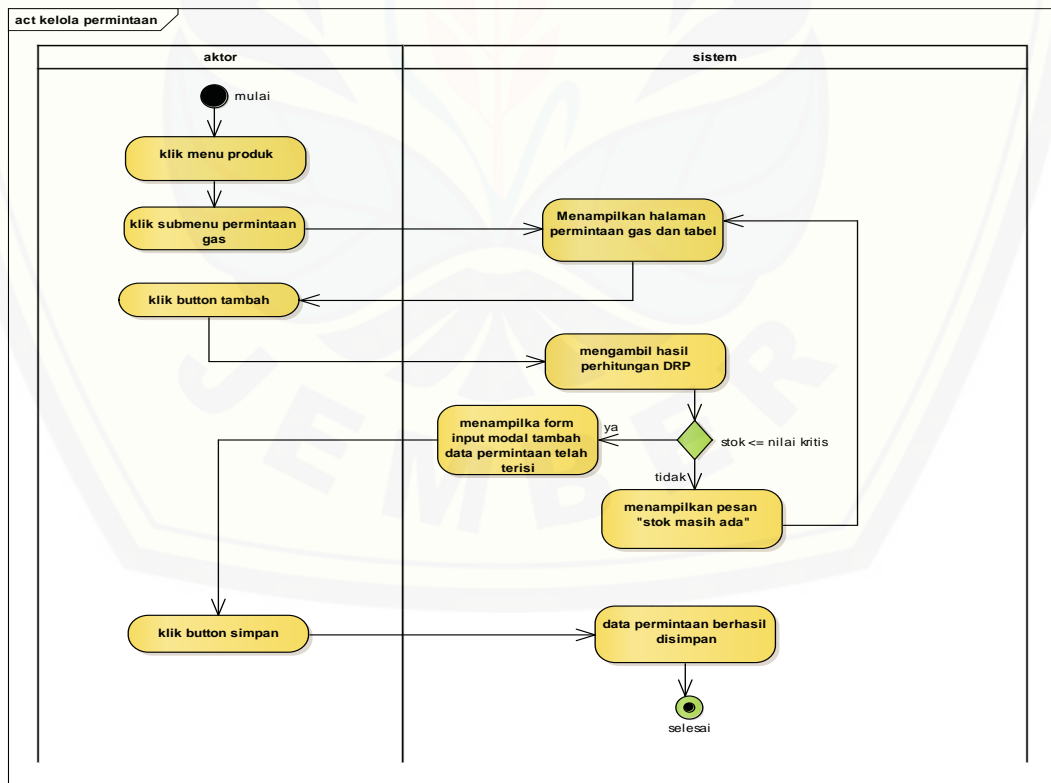 act kelola permintaan
aktor
sistem
mulai
klik menu produk
klik submenu permintaan
gas
Menampilkan halaman
permintaan gas dan tabel
klik button tambah
mengambil hasil
perhitungan DRP
menampilka form
input modal tambah
data permintaan telah
terisi
ya
stok <= nilai kritis
tidak
menampilkan pesan
"stok masih ada"
klik button simpan
data permintaan berhasil
disimpan
selesai
JEMBER